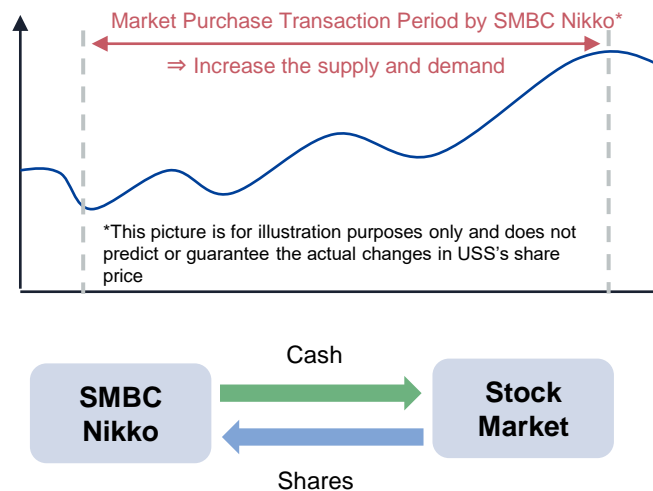 Market Purchase Transaction Period by SMBC Nikko*
⇒ Increase the supply and demand
*This picture is for illustration purposes only and does not
predict or guarantee the actual changes in USS's share
price
Cash
SMBC
Nikko
Stock
Market
Shares